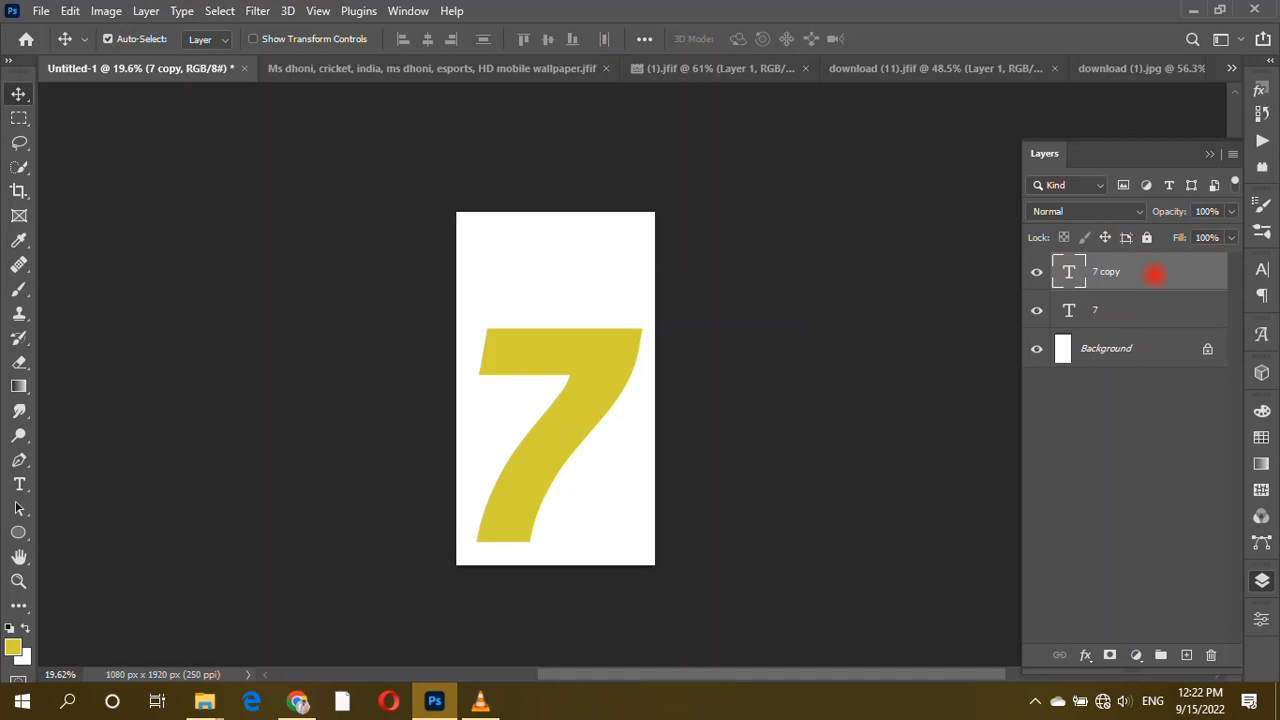 Ps File Edit Image Layer Type Select Filter 3D View Plugins Window Help
Auto-Select: Layer Show Transform Controls 3D Mode:
Untitled-1 @ 19.6% (7 copy, RGB/8#) * Ms dhoni, cricket, india, ms dhoni, esports, HD mobile wallpaper.jfif (1).jfif @ 61% (Layer 1, RGB/... download (11).jfif @ 48.5% (Layer 1, RGB/... download (1).jpg @ 56.3%
Layers
Kind
Normal Opacity: 100%
Lock: Fill: 100%
T 7 copy
T 7
Background
7
19.62% 1080 px x 1920 px (250 ppi)
Ps ENG 12:22 PM
9/15/2022